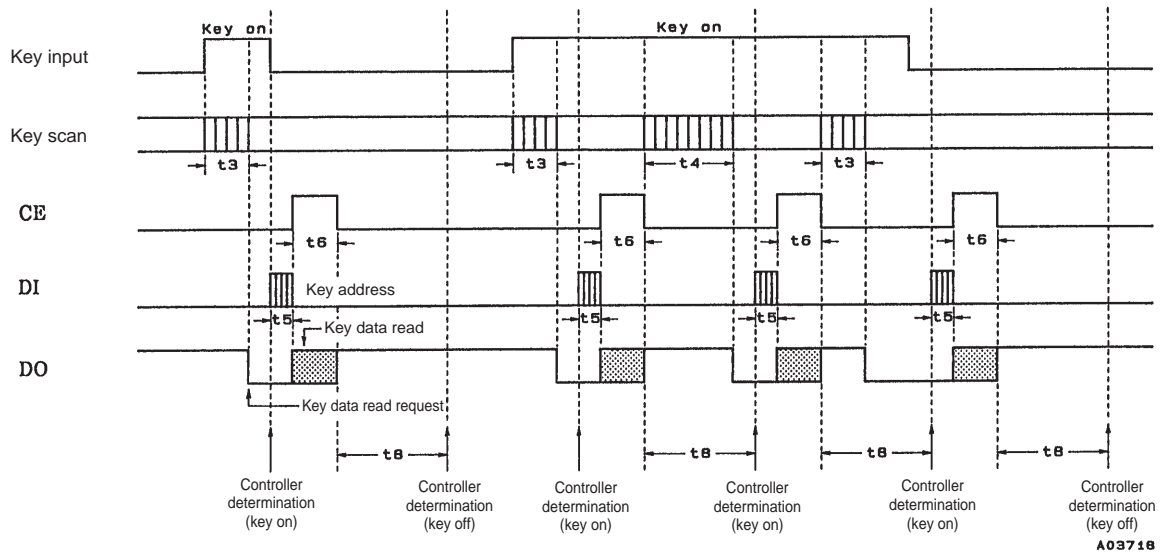 Key on Key on
Key input
Key scan
t3 t3 t4 t3
CE
t6 t6 t6 t6
DI
Key address
t5 t5 t5 t5
Key data read
DO
Key data read request
t8 t8 t8 t8
Controller determination (key on)
Controller determination (key off)
Controller determination (key on)
Controller determination (key on)
Controller determination (key on)
Controller determination (key off)
A03718